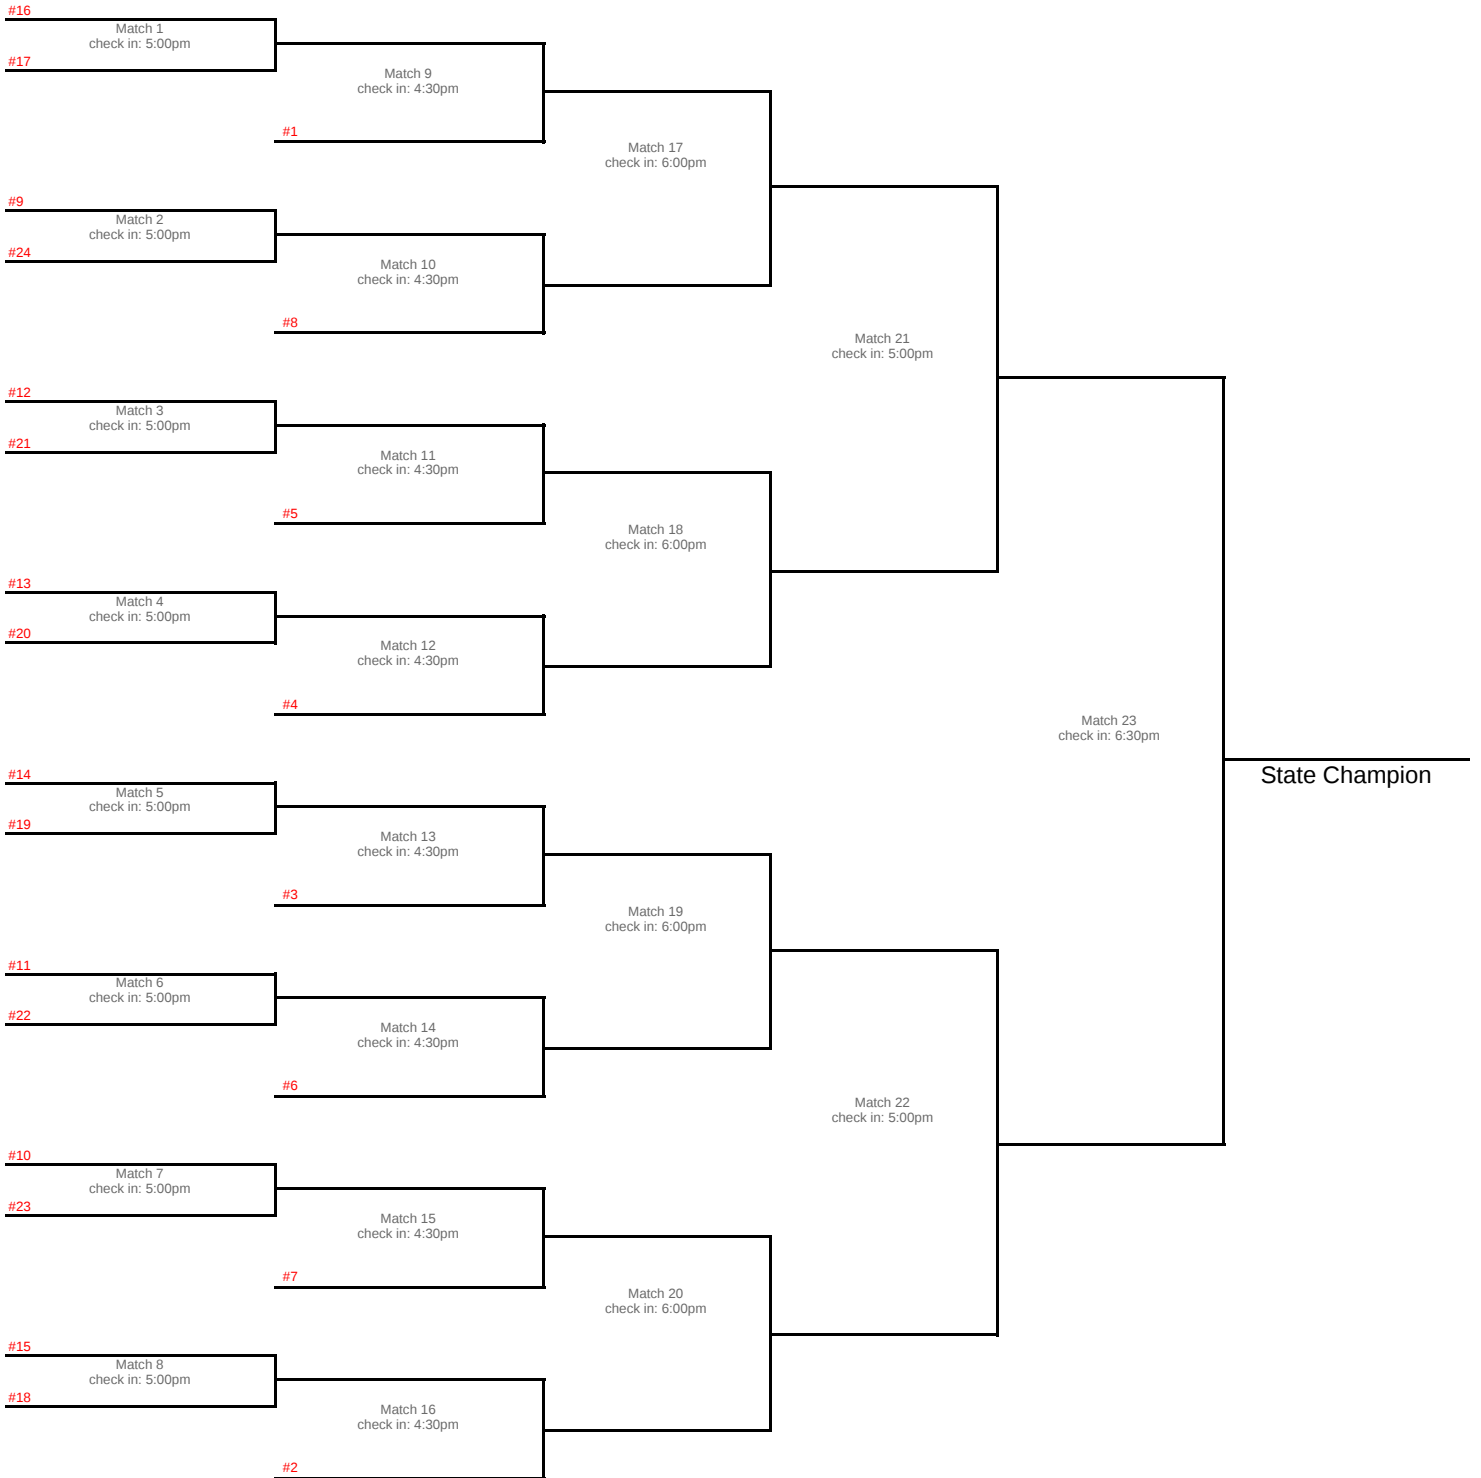 #16
Match 1
check in: 5:00pm
#17
Match 9
check in: 4:30pm
#1
Match 17
check in: 6:00pm
#9
Match 2
check in: 5:00pm
#24
Match 10
check in: 4:30pm
#8
Match 21
check in: 5:00pm
#12
Match 3
check in: 5:00pm
#21
Match 11
check in: 4:30pm
#5
Match 18
check in: 6:00pm
#13
Match 4
check in: 5:00pm
#20
Match 12
check in: 4:30pm
#4
Match 23
check in: 6:30pm
State Champion
#14
Match 5
check in: 5:00pm
#19
Match 13
check in: 4:30pm
#3
Match 19
check in: 6:00pm
#11
Match 6
check in: 5:00pm
#22
Match 14
check in: 4:30pm
#6
Match 22
check in: 5:00pm
#10
Match 7
check in: 5:00pm
#23
Match 15
check in: 4:30pm
#7
Match 20
check in: 6:00pm
#15
Match 8
check in: 5:00pm
#18
Match 16
check in: 4:30pm
#2